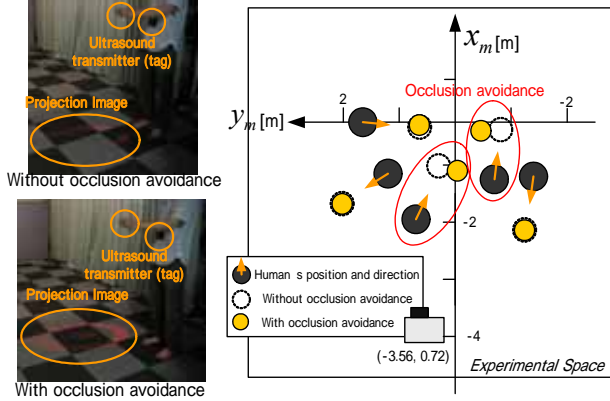 Ultrasound
transmitter (tag)
Projection Image
Without occlusion avoidance
Ultrasound
transmitter (tag)
Projection Image
With occlusion avoidance
x_m [m]
Occlusion avoidance
y_m [m]
2
-2
-2
-4
Human s position and direction
Without occlusion avoidance
With occlusion avoidance
(-3.56, 0.72)
Experimental Space